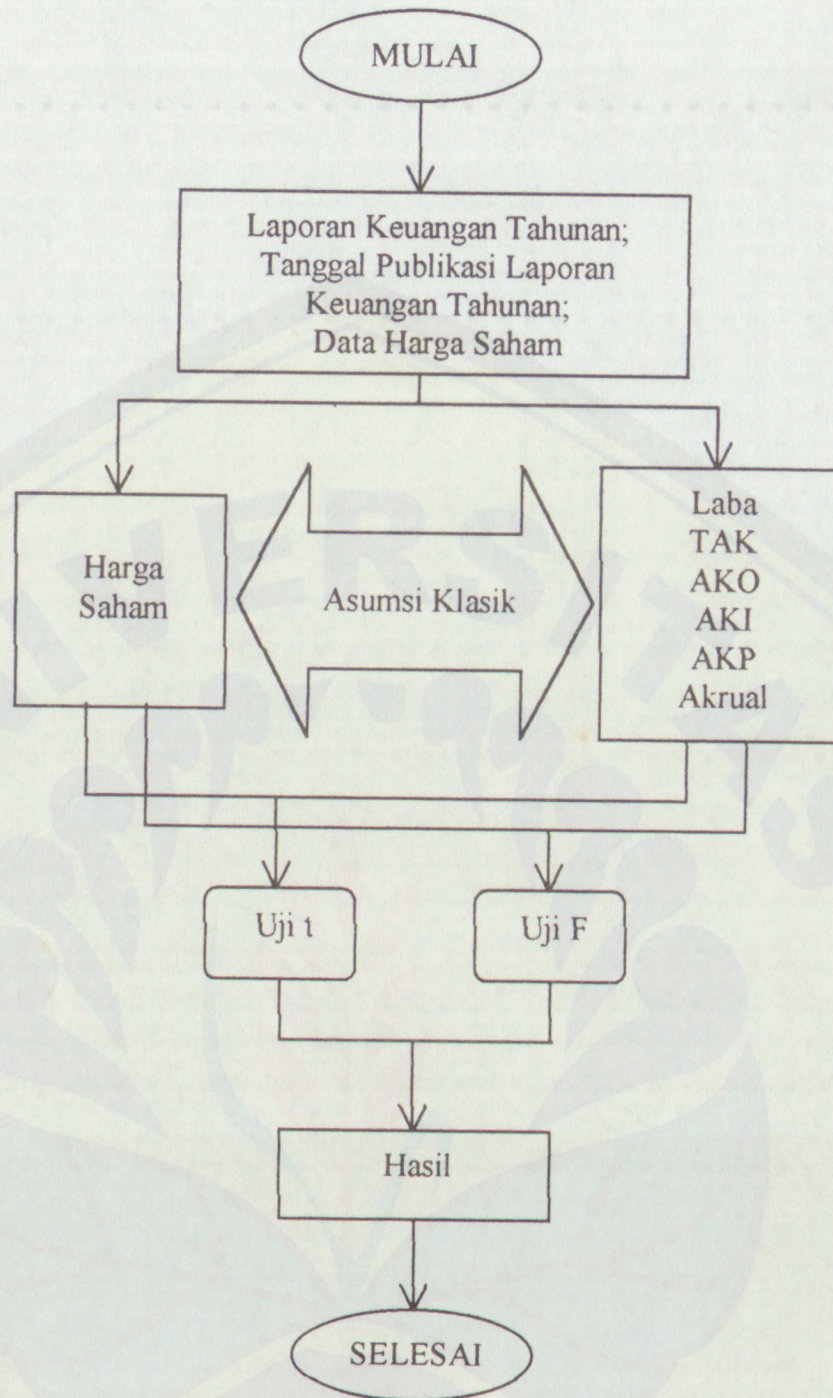 MULAI
Laporan Keuangan Tahunan;
Tanggal Publikasi Laporan
Keuangan Tahunan;
Data Harga Saham
Harga
Saham
Asumsi Klasik
Laba
TAK
AKO
AKI
AKP
Akrual
Uji t
Uji F
Hasil
SELESAI